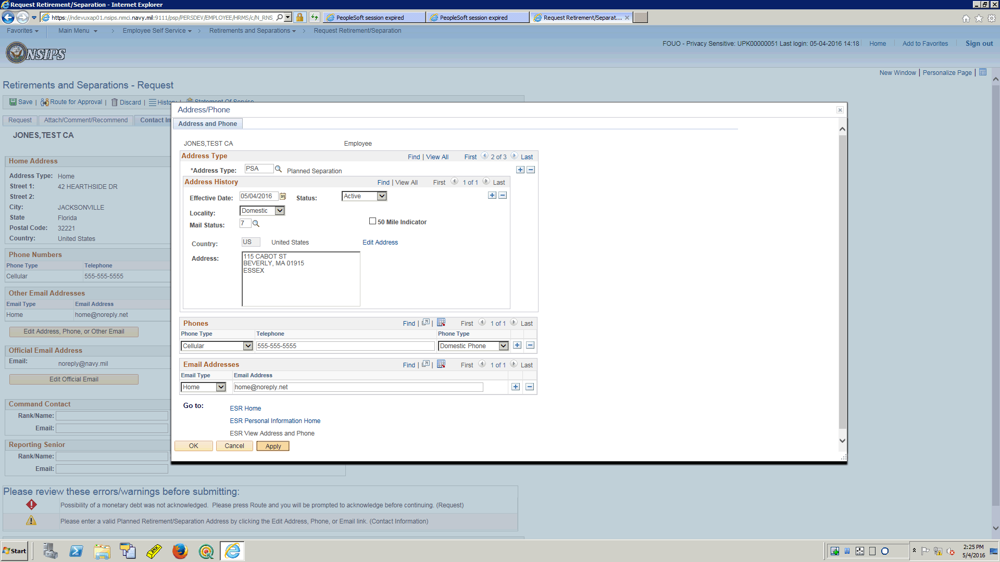 Request Retirement/Separation - Internet Explorer
https://ndevuxap01.nsips.nmci.navy.mil:9111/psp/PERSDEV/EMPLOYEE/HRMS/c/N_RNS_
PeopleSoft session expired
PeopleSoft session expired
Request Retirement/Separat...
Favorites
Main Menu > Employee Self Service > Retirements and Separations > Request Retirement/Separation
NSIPS
FOUO - Privacy Sensitive: UPK00000051 Last login: 05-04-2016 14:18
Home
Add to Favorites
Sign out
New Window | Personalize Page |
Retirements and Separations - Request
Save | Route for Approval | Discard | History | Statement Of Service
Request
Attach/Comment/Recommend
Contact In
JONES,TEST CA
Home Address
Address Type: Home
Street 1: 42 HEARTHSIDE DR
Street 2:
City: JACKSONVILLE
State Florida
Postal Code: 32221
Country: United States
Phone Numbers
Phone Type Telephone
Cellular 555-555-5555
Other Email Addresses
Email Type Email Address
Home home@noreply.net
Edit Address, Phone, or Other Email
Official Email Address
Email: noreply@navy.mil
Edit Official Email
Command Contact
Rank/Name:
Email:
Reporting Senior
Rank/Name:
Email:
Address/Phone
Address and Phone
JONES,TEST CA Employee
Address Type Find | View All First 2 of 3 Last
*Address Type: PSA Planned Separation
Address History Find | View All First 1 of 1 Last
Effective Date: 05/04/2016 Status: Active
Locality: Domestic
Mail Status: 7 50 Mile Indicator
Country: US United States Edit Address
Address: 115 CABOT ST
BEVERLY, MA 01915
ESSEX
Phones Find | | First 1 of 1 Last
Phone Type Telephone Phone Type
Cellular 555-555-5555 Domestic Phone
Email Addresses Find | | First 1 of 1 Last
Email Type Email Address
Home home@noreply.net
Go to: ESR Home
ESR Personal Information Home
ESR View Address and Phone
OK Cancel Apply
Please review these errors/warnings before submitting:
Possibility of a monetary debt was not acknowledged. Please press Route and you will be prompted to acknowledge before continuing. (Request)
Please enter a valid Planned Retirement/Separation Address by clicking the Edit Address, Phone, or Email link. (Contact Information)
Start
2:25 PM
5/4/2016